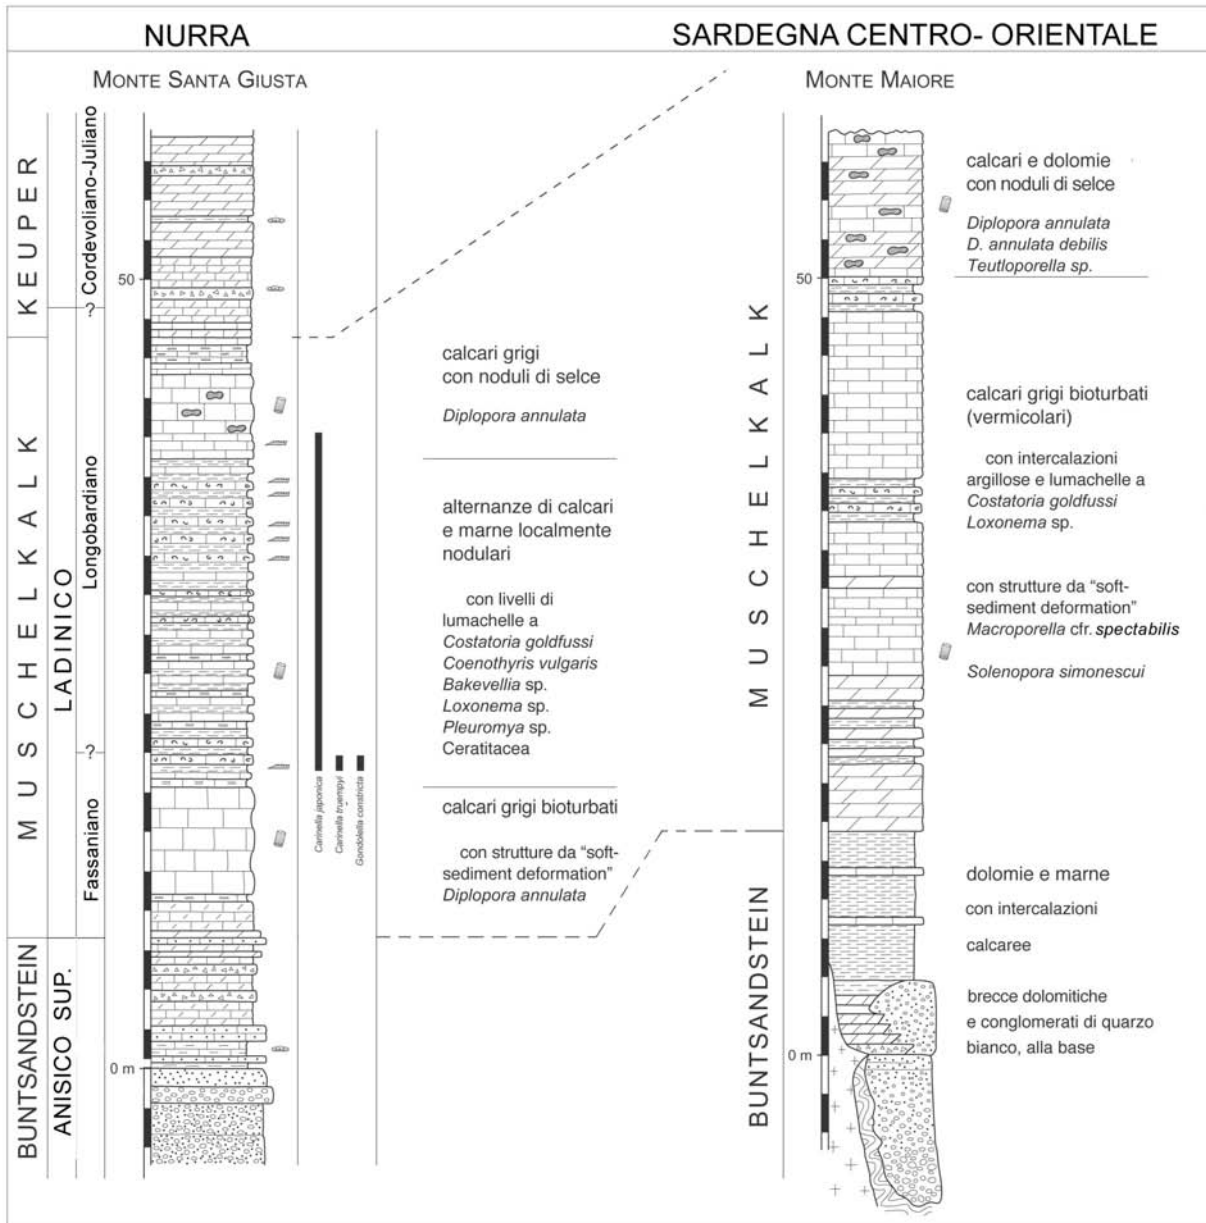 NURRA
SARDEGNA CENTRO- ORIENTALE
MONTE SANTA GIUSTA
MONTE MAIORE
KEUPER
MUSCHELKALK
BUNTSANDSTEIN
LADINICO
ANISICO SUP.
Cordevoliano-Juliano
?
Longobardiano
?
Fassaniano
50
0 m
Carinella japonica
Carinella truempyi
Gondolella constricta
calcari grigi
con noduli di selce
Diplopora annulata
alternanze di calcari
e marne localmente
nodulari
con livelli di
lumachelle a
Costatoria goldfussi
Coenothyris vulgaris
Bakevellia sp.
Loxonema sp.
Pleuromya sp.
Ceratitacea
calcari grigi bioturbati
con strutture da “soft-
sediment deformation”
Diplopora annulata
MUSCHELKALK
BUNTSANDSTEIN
50
0 m
calcari e dolomie
con noduli di selce
Diplopora annulata
D. annulata debilis
Teutloporella sp.
calcari grigi bioturbati
(vermicolari)
con intercalazioni
argillose e lumachelle a
Costatoria goldfussi
Loxonema sp.
con strutture da “soft-
sediment deformation”
Macroporella cfr. spectabilis
Solenopora simonescui
dolomie e marne
con intercalazioni
calcaree
brecce dolomitiche
e conglomerati di quarzo
bianco, alla base